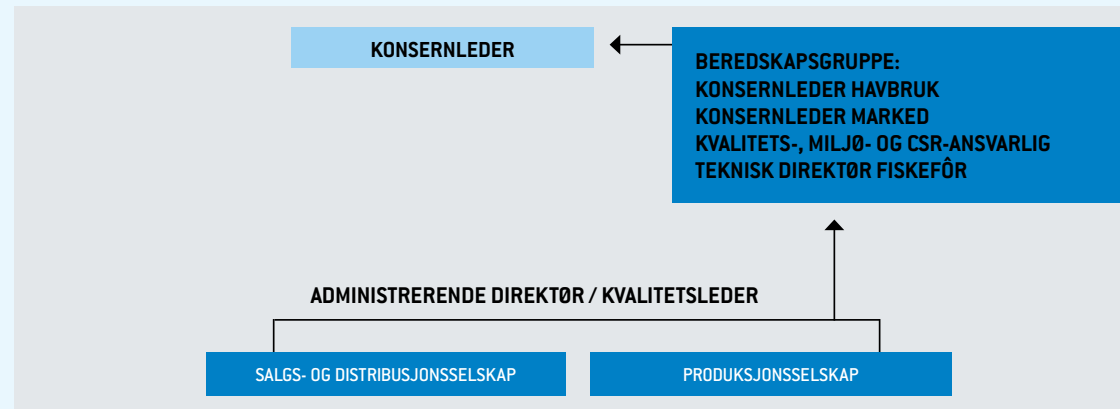 KONSERNLEDER
BEREDSKAPSGRUPPE:
KONSERNLEDER HAVBRUK
KONSERNLEDER MARKED
KVALITETS-, MILJØ- OG CSR-ANSVARLIG
TEKNISK DIREKTØR FISKEFÔR
ADMINISTRERENDE DIREKTØR / KVALITETSLEDER
SALGS- OG DISTRIBUSJONSSELSKAP
PRODUKSJONSSELSKAP